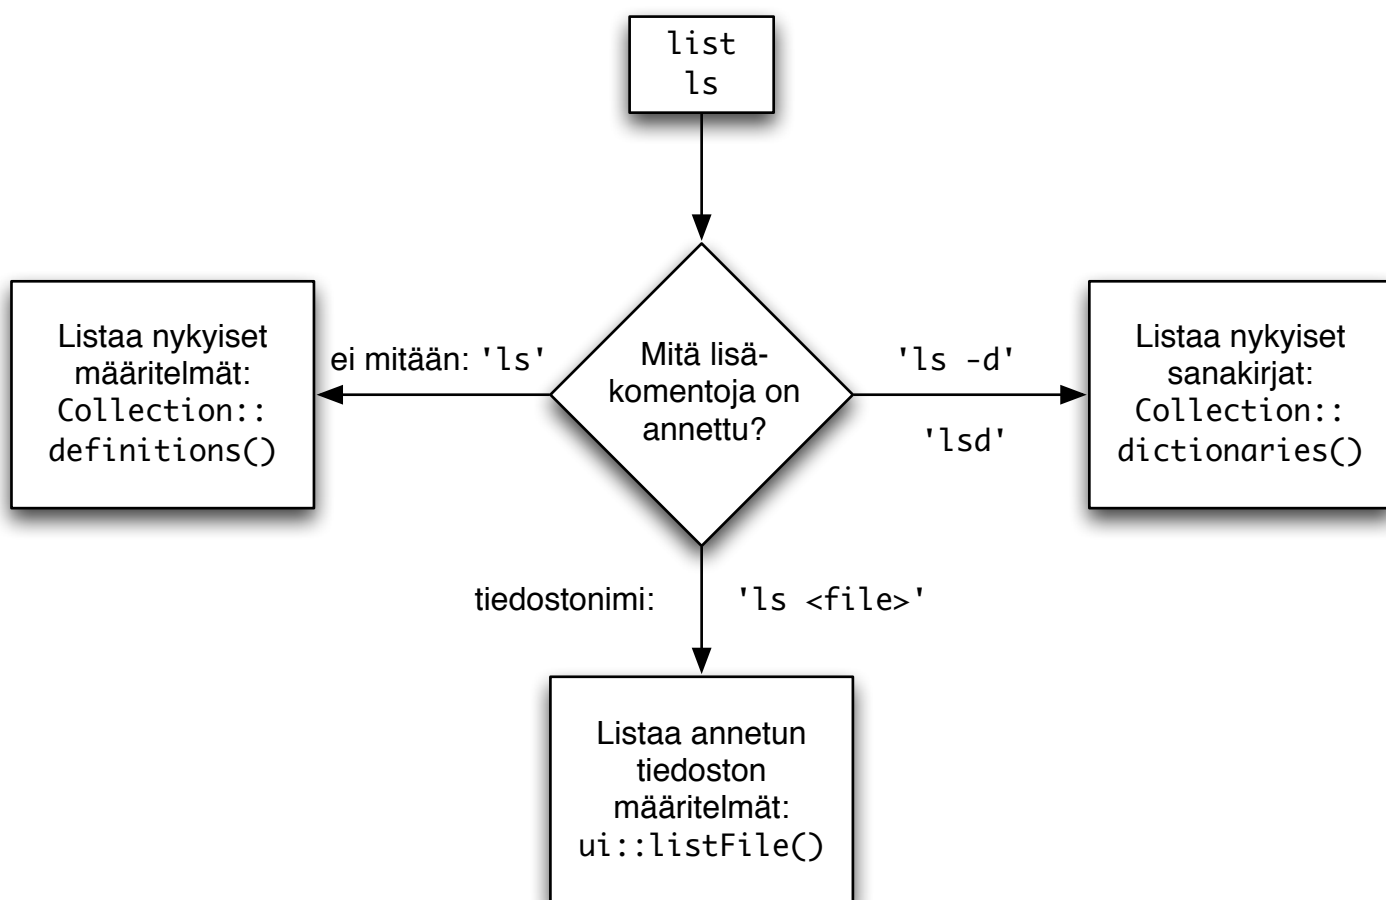 list
ls
Mitä lisä-
komentoja on
annettu?
ei mitään: 'ls'
Listaa nykyiset
määritelmät:
Collection::
definitions()
'ls -d'
'lsd'
Listaa nykyiset
sanakirjat:
Collection::
dictionaries()
tiedostonimi: 'ls <file>'
Listaa annetun
tiedoston
määritelmät:
ui::listFile()